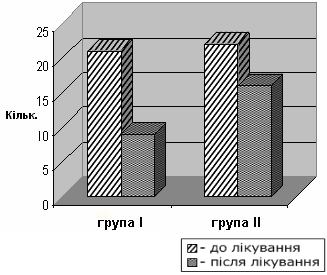 25
20
15
10
5
0
Кільк.
група I
група II
- до лікування
- після лікування